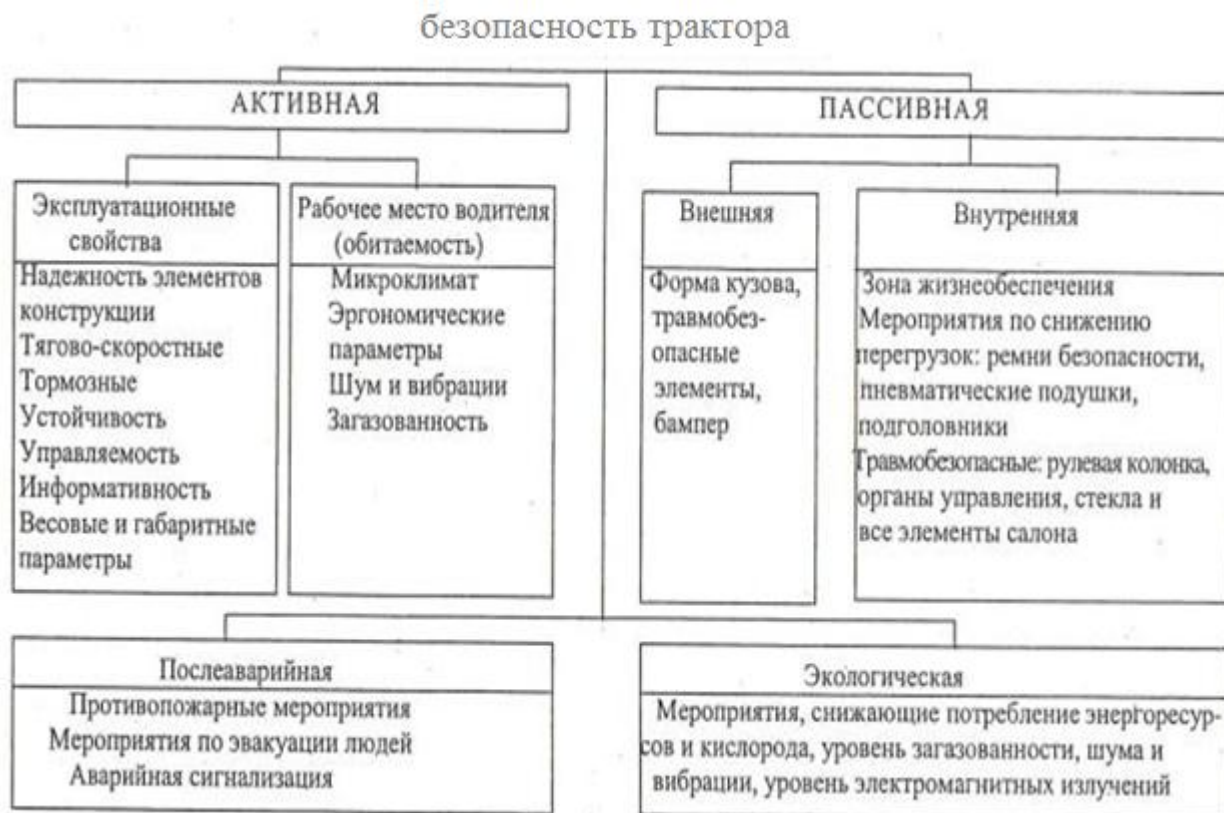 безопасность трактора
АКТИВНАЯ
ПАССИВНАЯ
Эксплуатационные
свойства
Надежность элементов
конструкции
Тягово-скоростные
Тормозные
Устойчивость
Управляемость
Информативность
Весовые и габаритные
параметры
Рабочее место водителя
(обитаемость)
Микроклимат
Эргономические
параметры
Шум и вибрации
Загазованность
Внешняя
Форма кузова,
травмобез-
опасные
элементы,
бампер
Внутренняя
Зона жизнеобеспечения
Мероприятия по снижению
перегрузок: ремни безопасности,
пневматические подушки,
подголовники
Травмобезопасные: рулевая колонка,
органы управления, стекла и
все элементы салона
Послеаварийная
Противопожарные мероприятия
Мероприятия по эвакуации людей
Аварийная сигнализация
Экологическая
Мероприятия, снижающие потребление энергоресур-
сов и кислорода, уровень загазованности, шума и
вибрации, уровень электромагнитных излучений